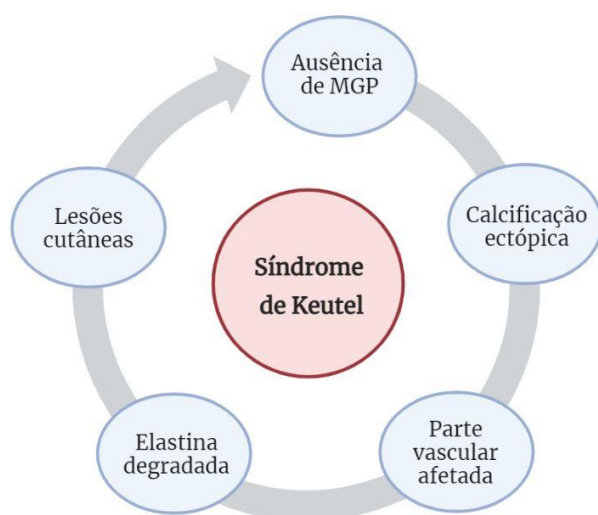 Ausência
de MGP
Calcificação
ectópica
Parte
vascular
afetada
Elastina
degradada
Lesões
cutâneas
Síndrome
de Keutel